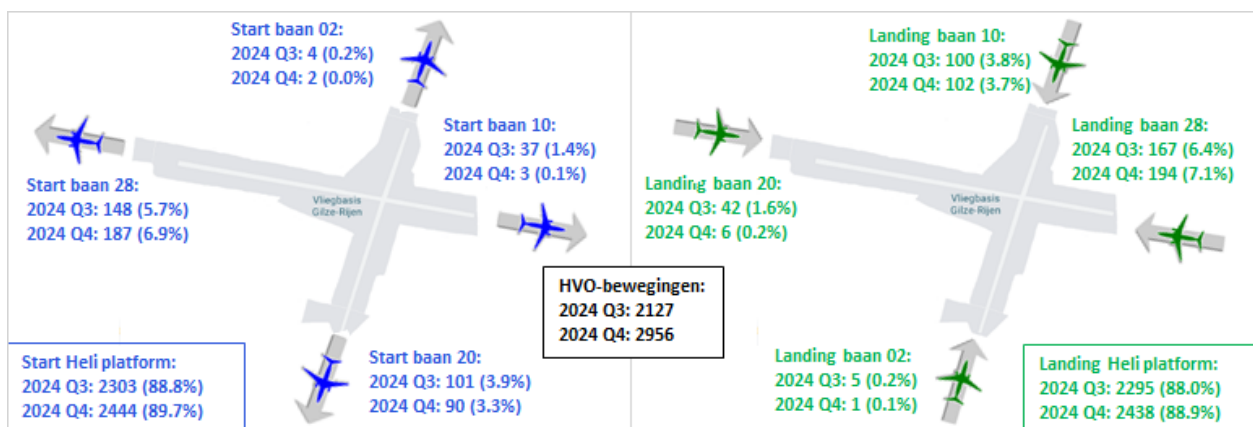 Start baan 02:
2024 Q3: 4 (0.2%)
2024 Q4: 2 (0.0%)
Start baan 10:
2024 Q3: 37 (1.4%)
2024 Q4: 3 (0.1%)
Start baan 28:
2024 Q3: 148 (5.7%)
2024 Q4: 187 (6.9%)
Vliegbasis
Gilze-Rijen
Start Heli platform:
2024 Q3: 2303 (88.8%)
2024 Q4: 2444 (89.7%)
Start baan 20:
2024 Q3: 101 (3.9%)
2024 Q4: 90 (3.3%)
HVO-bewegingen:
2024 Q3: 2127
2024 Q4: 2956
Landing baan 10:
2024 Q3: 100 (3.8%)
2024 Q4: 102 (3.7%)
Landing baan 28:
2024 Q3: 167 (6.4%)
2024 Q4: 194 (7.1%)
Landing baan 20:
2024 Q3: 42 (1.6%)
2024 Q4: 6 (0.2%)
Vliegbasis
Gilze-Rijen
Landing baan 02:
2024 Q3: 5 (0.2%)
2024 Q4: 1 (0.1%)
Landing Heli platform:
2024 Q3: 2295 (88.0%)
2024 Q4: 2438 (88.9%)